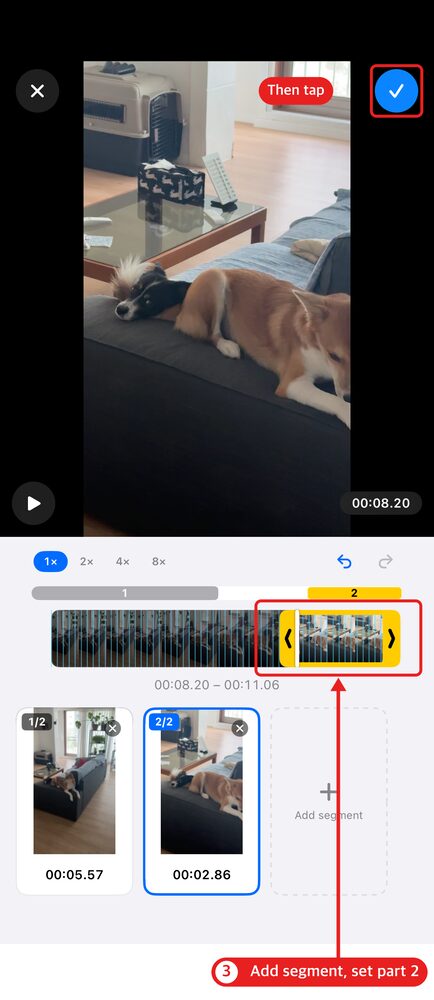 Then tap
00:08.20
1× 2× 4× 8×
1 2
00:08.20 – 00:11.06
1/2 2/2
Add segment
00:05.57 00:02.86
3 Add segment, set part 2